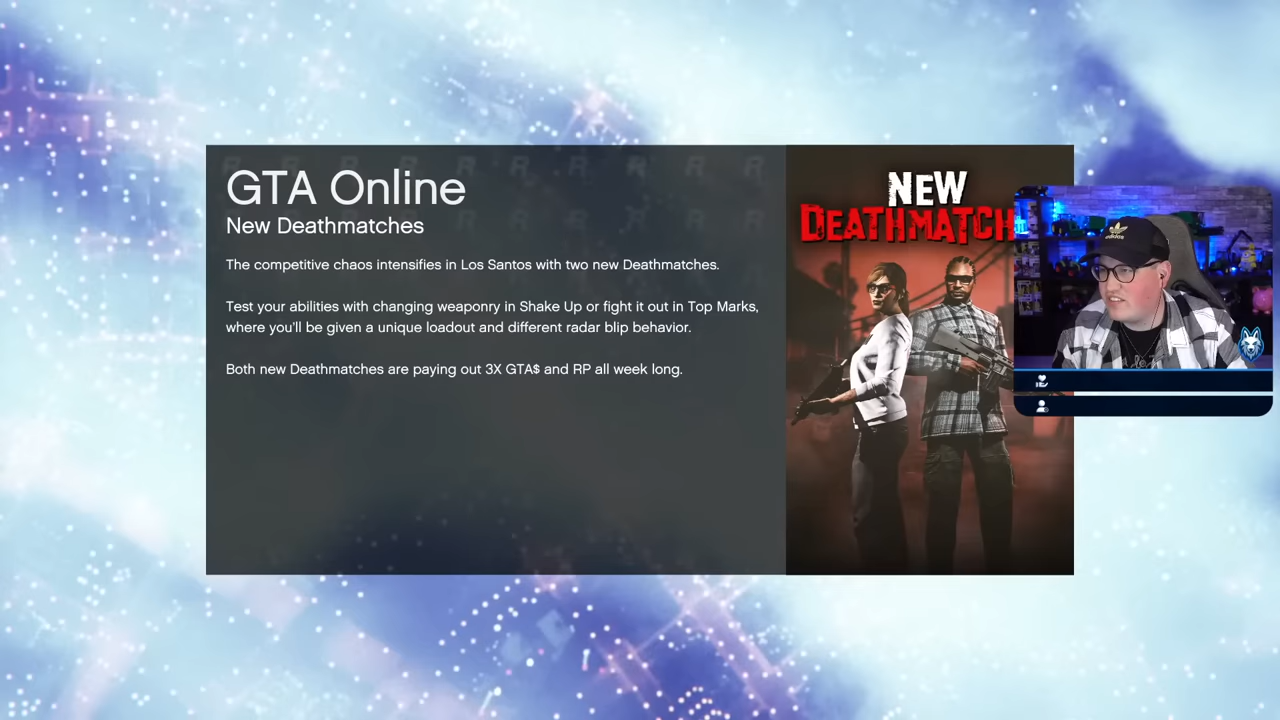 GTA Online
New Deathmatches
The competitive chaos intensifies in Los Santos with two new Deathmatches.
Test your abilities with changing weaponry in Shake Up or fight it out in Top Marks,
where you'll be given a unique loadout and different radar blip behavior.
Both new Deathmatches are paying out 3X GTA$ and RP all week long.
NEW
DEATHMATCH
adidas